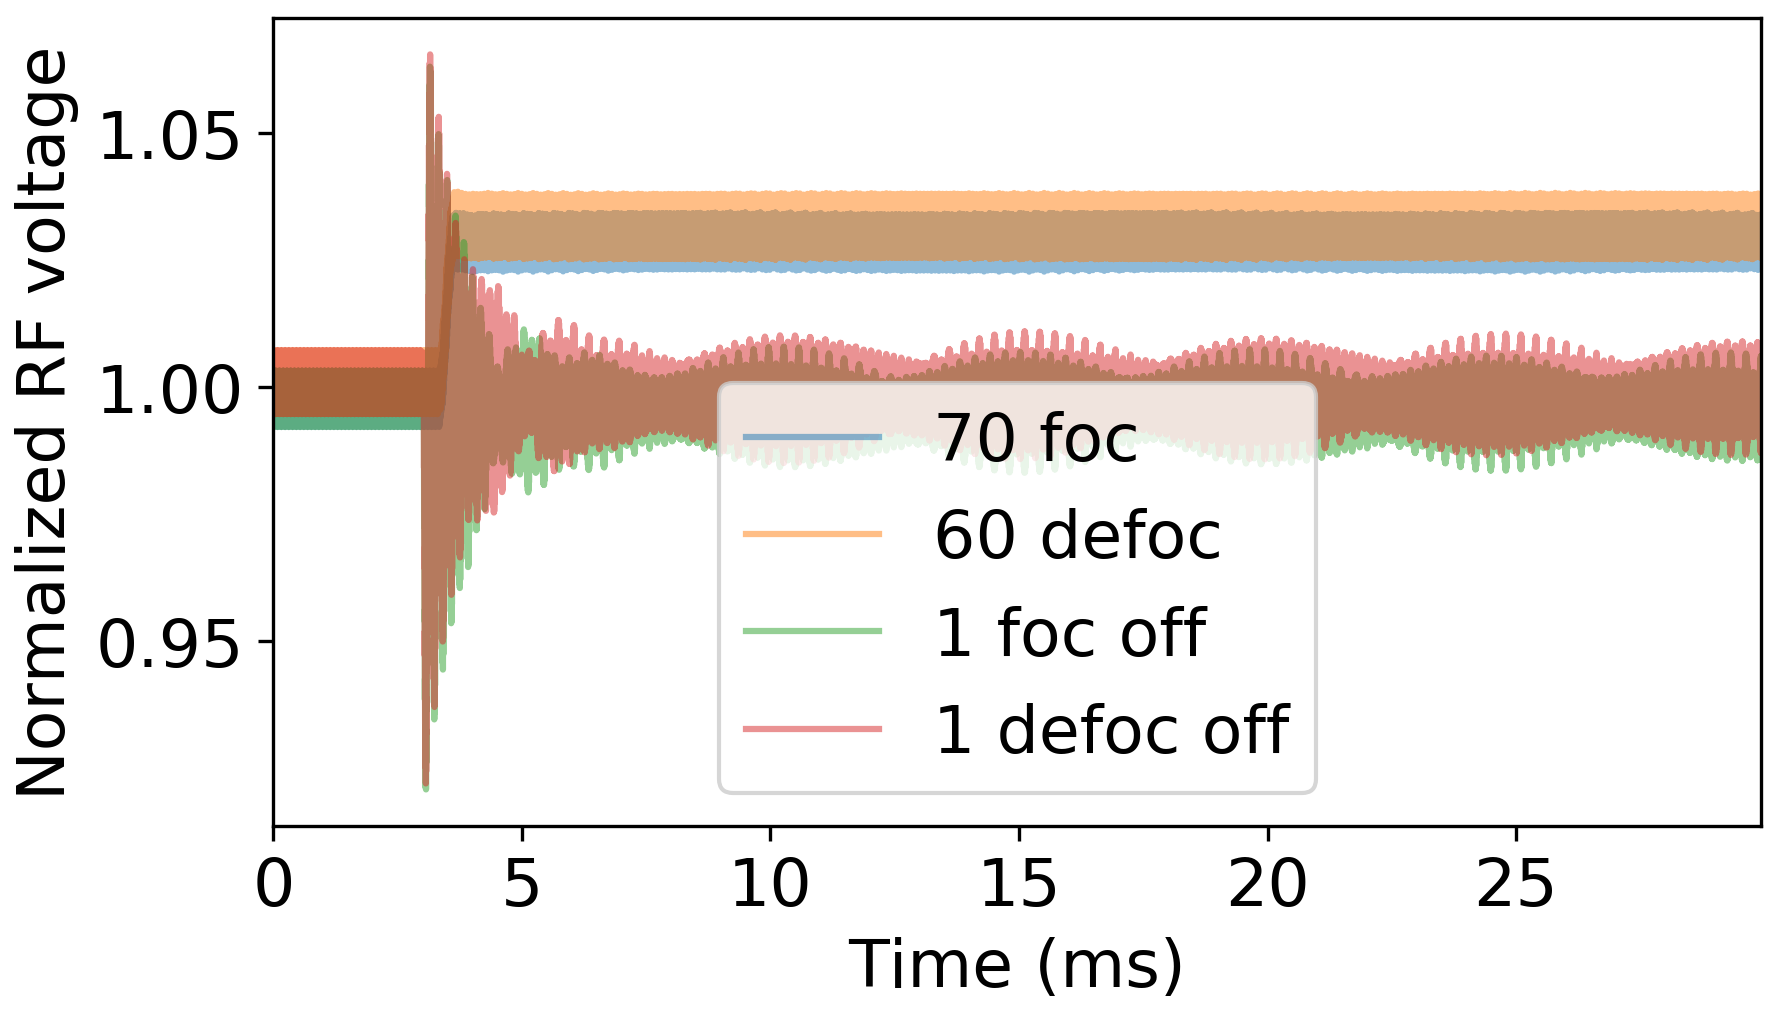 Normalized RF voltage
1.05
1.00
0.95
70 foc
60 defoc
1 foc off
1 defoc off
0 5 10 15 20 25
Time (ms)